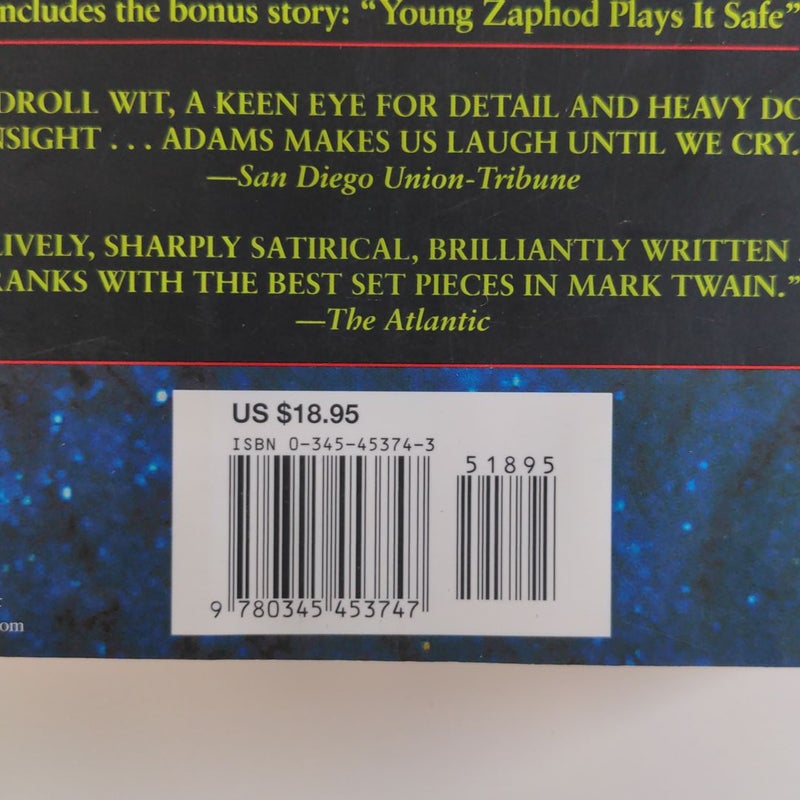 ncludes the bonus story: “Young Zaphod Plays It Safe”
DROLL WIT, A KEEN EYE FOR DETAIL AND HEAVY DO
NSIGHT . . . ADAMS MAKES US LAUGH UNTIL WE CRY.
—San Diego Union-Tribune
LIVELY, SHARPLY SATIRICAL, BRILLIANTLY WRITTEN .
RANKS WITH THE BEST SET PIECES IN MARK TWAIN.”
—The Atlantic
US $18.95
ISBN 0-345-45374-3
51895
9 780345 453747
om